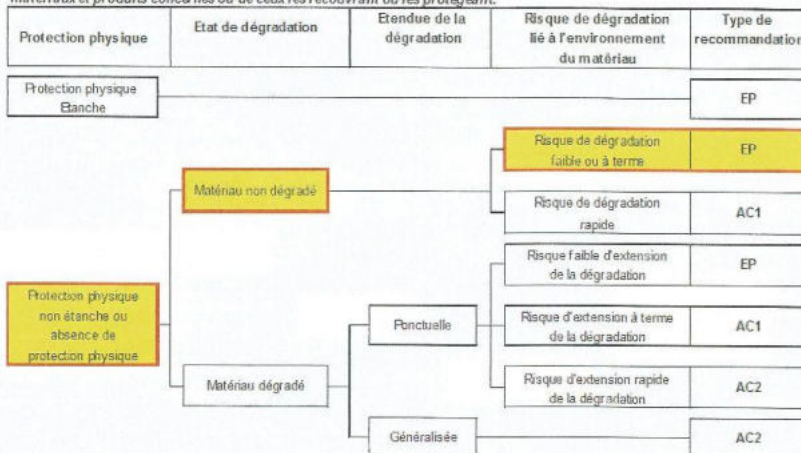 matériaux et produits concernés ou de ceux les recouvrant ou les protégeant.
Protection physique
Etat de dégradation
Etendue de la
dégradation
Risque de dégradation
lié à l'environnement
du matériau
Type de
recommandation
Protection physique
Etanche
EP
Risque de dégradation
faible ou à terme
EP
Matériau non dégradé
Risque de dégradation
rapide
AC1
Risque faible d'extension
de la dégradation
EP
Protection physique
non étanche ou
absence de
protection physique
Ponctuelle
Risque d'extension à terme
de la dégradation
AC1
Matériau dégradé
Risque d'extension rapide
de la dégradation
AC2
Généralisée
AC2